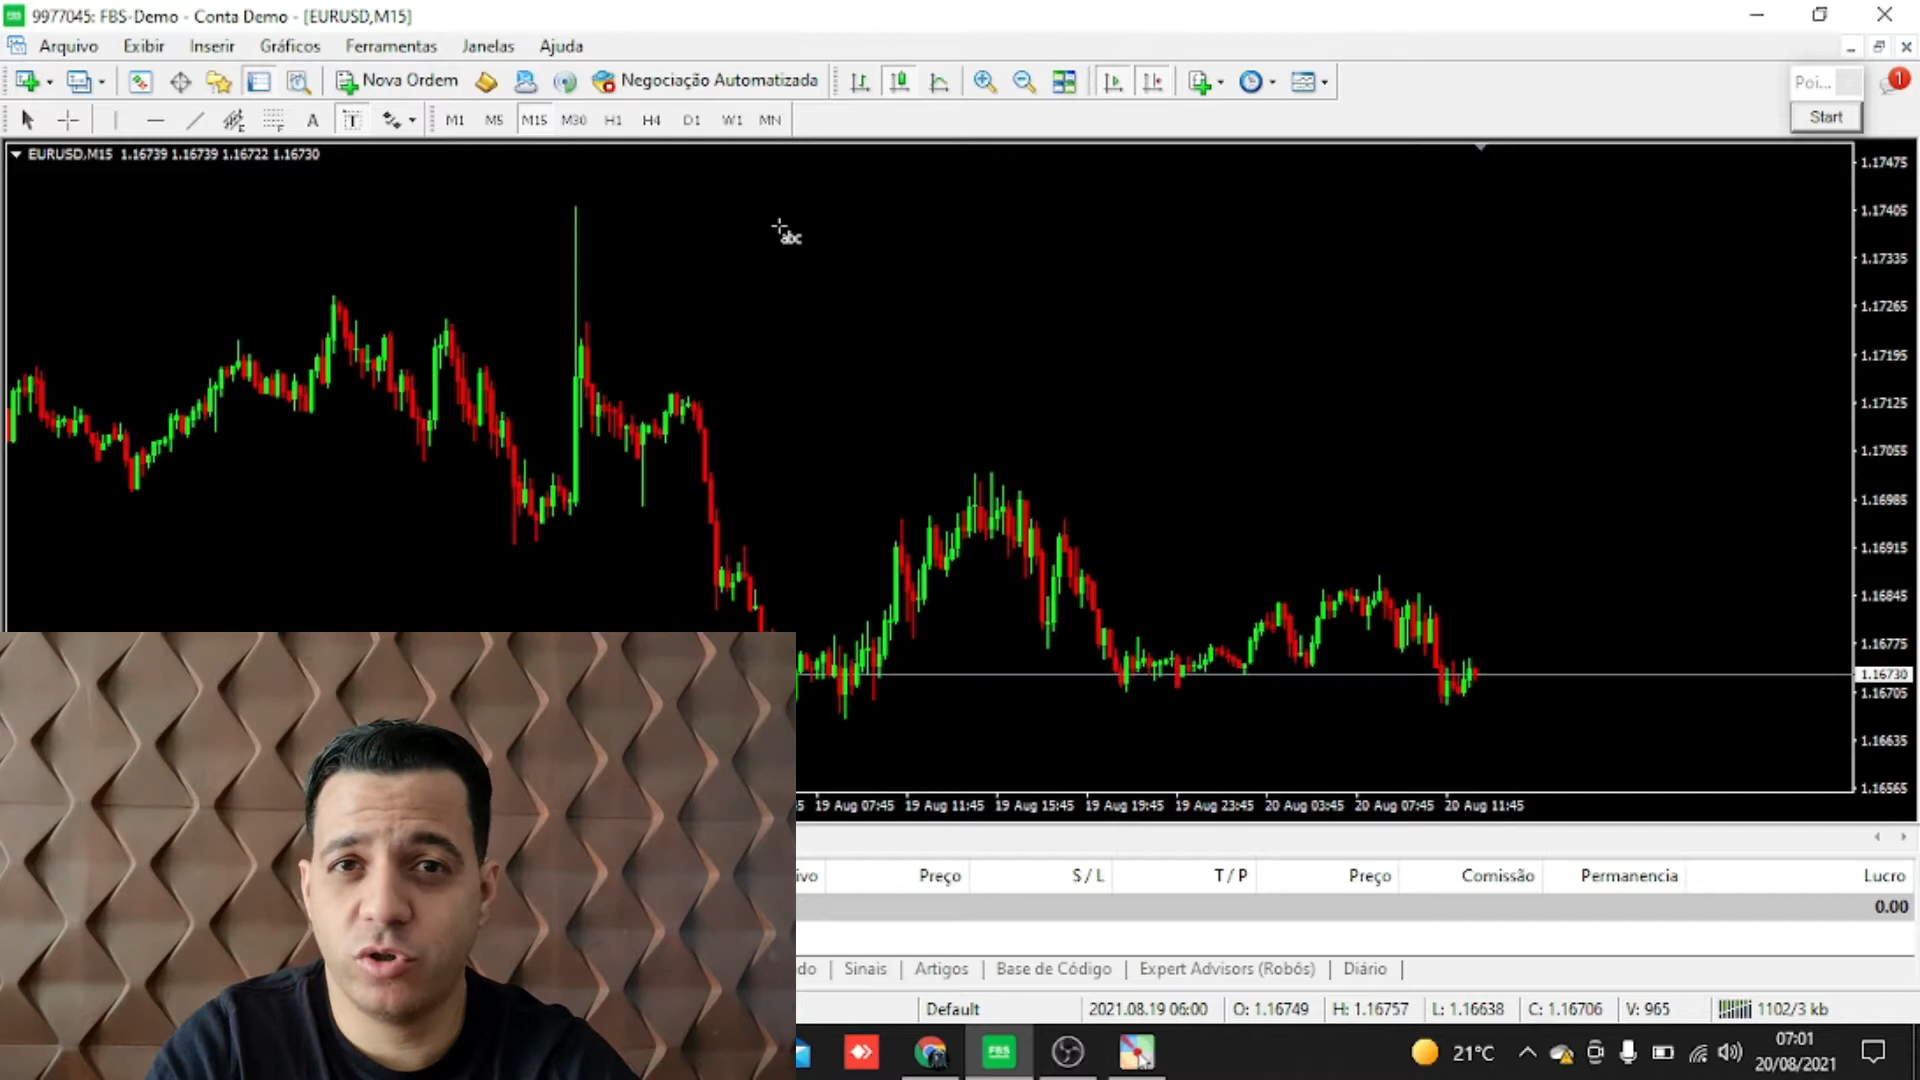 9977045: FBS-Demo - Conta Demo - [EURUSD,M15]
Arquivo Exibir Inserir Gráficos Ferramentas Janelas Ajuda
Nova Ordem Negociação Automatizada
Poi...
1
Start
A T M1 M5 M15 M30 H1 H4 D1 W1 MN
EURUSD,M15 1.16739 1.16739 1.16722 1.16730
abc
1.17475
1.17405
1.17335
1.17265
1.17195
1.17125
1.17055
1.16985
1.16915
1.16845
1.16775
1.16730
1.16705
1.16635
1.16565
19 Aug 07:45 19 Aug 11:45 19 Aug 15:45 19 Aug 19:45 19 Aug 23:45 20 Aug 03:45 20 Aug 07:45 20 Aug 11:45
ivo Preço S / L T / P Preço Comissão Permanencia Lucro
0.00
do | Sinais | Artigos | Base de Código | Expert Advisors (Robôs) | Diário |
Default 2021.08.19 06:00 O: 1.16749 H: 1.16757 L: 1.16638 C: 1.16706 V: 965 1102/3 kb
FBS
21°C
07:01
20/08/2021